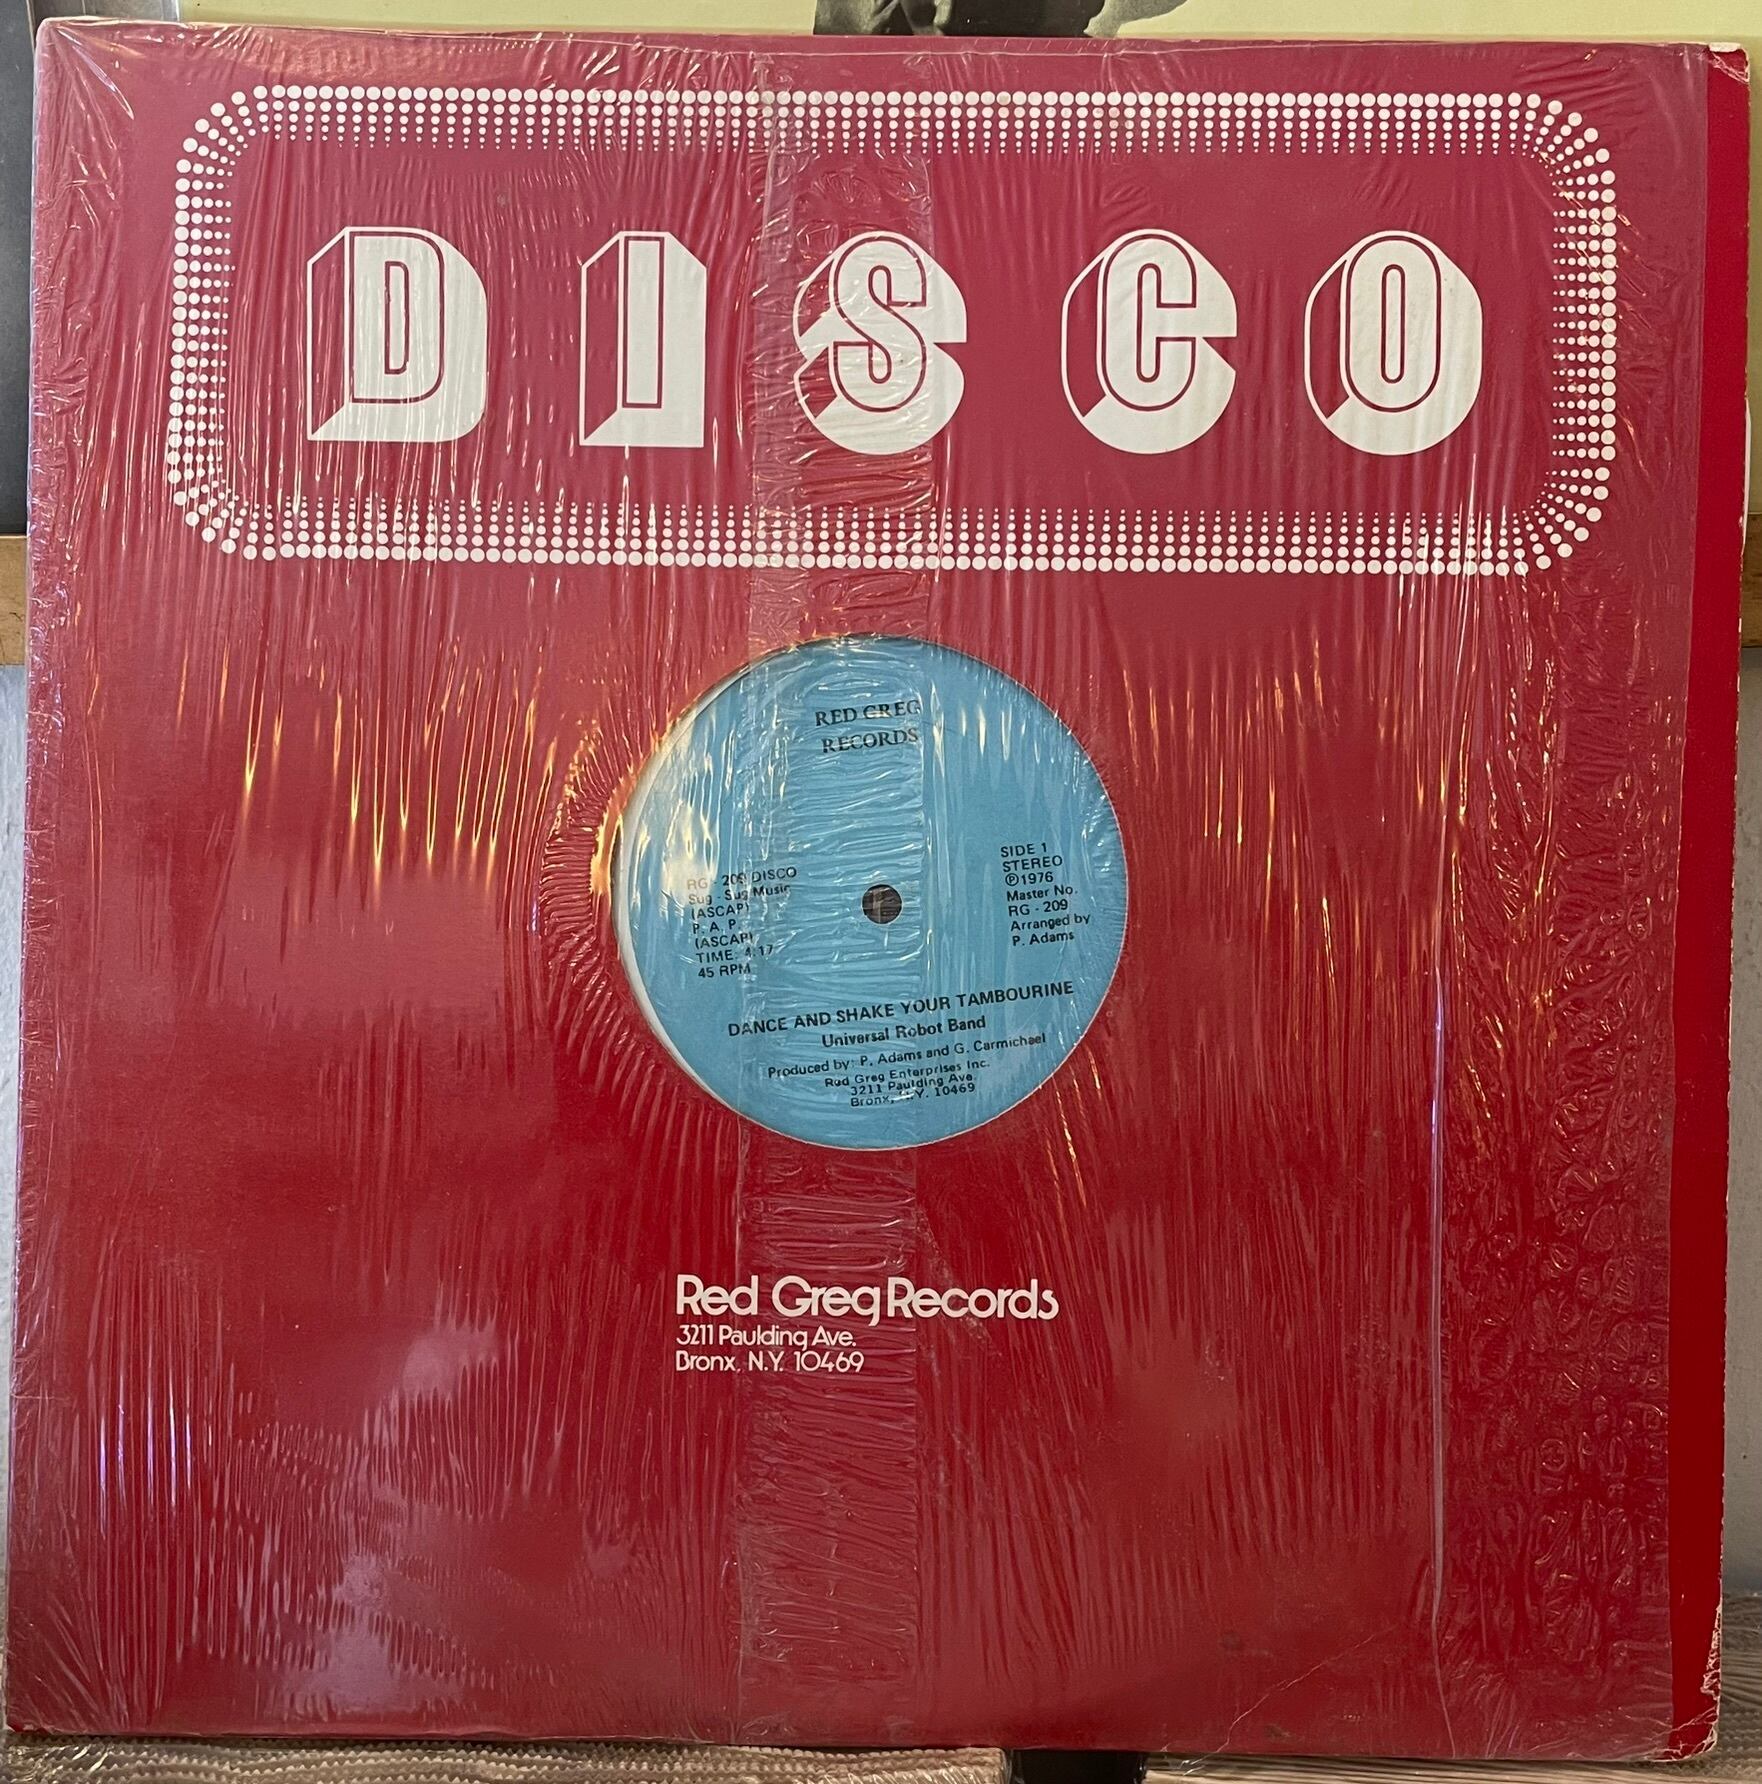 DISCO
RED GREG
RECORDS
RG - 209 DISCO
Sug - Sug Music
(ASCAP)
P. A. P.
(ASCAP)
TIME: 4:17
45 RPM
SIDE 1
STEREO
℗1976
Master No.
RG - 209
Arranged by
P. Adams
DANCE AND SHAKE YOUR TAMBOURINE
Universal Robot Band
Produced by: P. Adams and G. Carmichael
Red Greg Enterprises Inc.
3211 Paulding Ave.
Bronx, N.Y. 10469
Red Greg Records
3211 Paulding Ave.
Bronx, N.Y. 10469